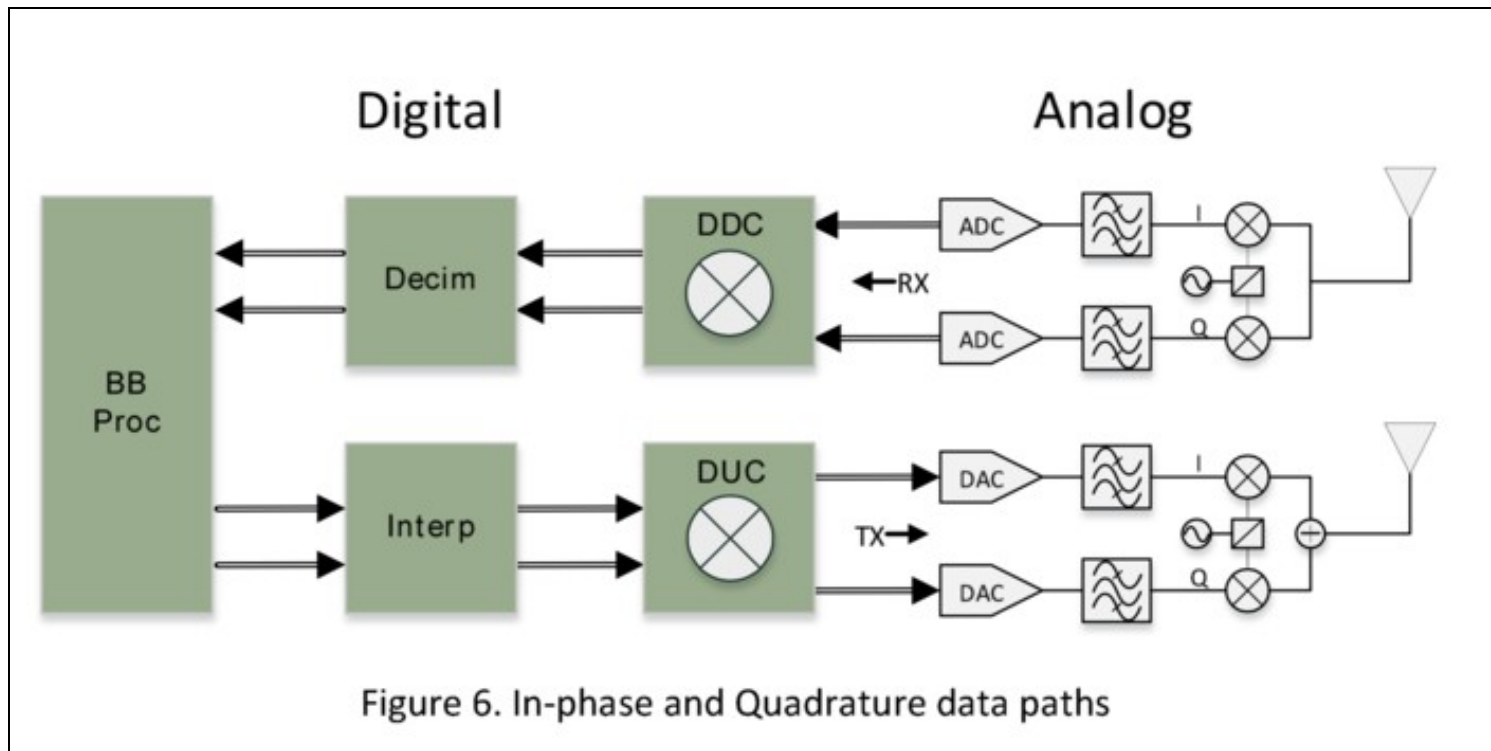 Digital
Analog
BB
Proc
Decim
DDC
RX
ADC
I
ADC
Q
Interp
DUC
TX
DAC
I
DAC
Q
Figure 6. In-phase and Quadrature data paths